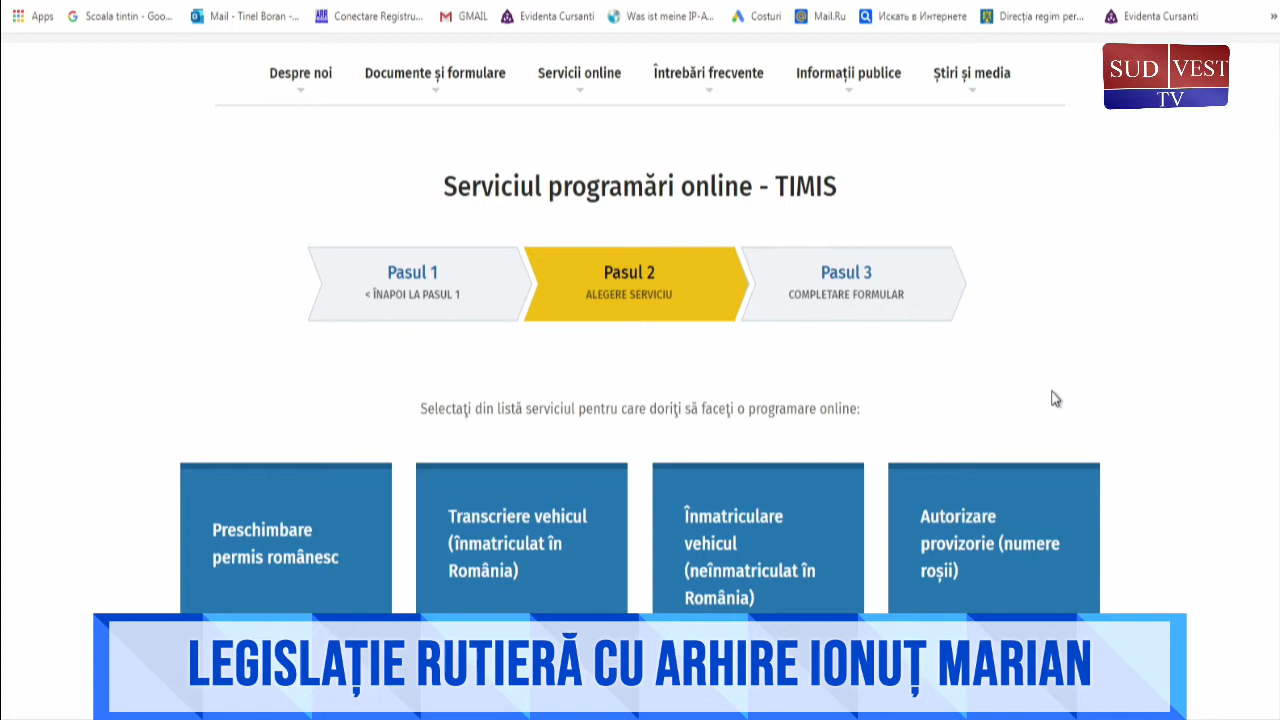 Apps Scoala tintin - Goo... Mail - Tinel Boran -... Conectare Registru... GMAIL Evidenta Cursanti Was ist meine IP-A... Costuri Mail.Ru Искать в Интернете Direcția regim per... Evidenta Cursanti »
Despre noi Documente și formulare Servicii online Întrebări frecvente Informații publice Știri și media
SUD VEST
TV
Serviciul programări online - TIMIS
Pasul 1 Pasul 2 Pasul 3
< ÎNAPOI LA PASUL 1 ALEGERE SERVICIU COMPLETARE FORMULAR
Selectaţi din listă serviciul pentru care doriţi să faceţi o programare online:
Preschimbare
permis românesc
Transcriere vehicul
(înmatriculat în
România)
Înmatriculare
vehicul
(neînmatriculat în
România)
Autorizare
provizorie (numere
roșii)
LEGISLAȚIE RUTIERĂ CU ARHIRE IONUȚ MARIAN